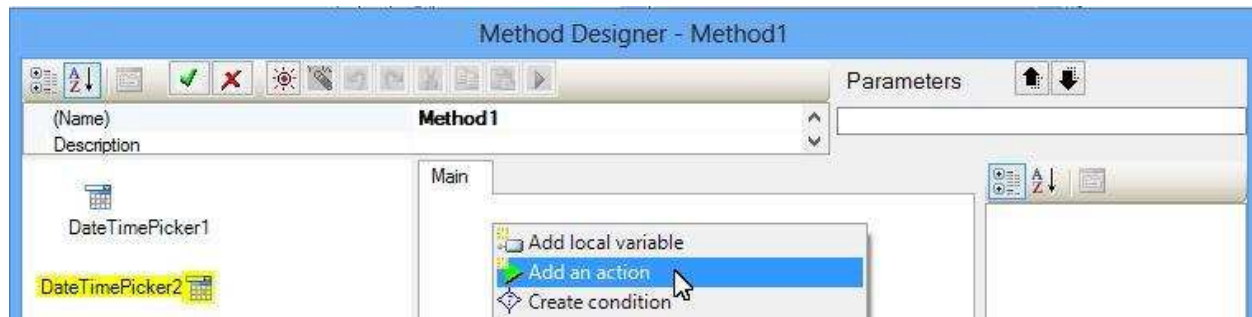 Method Designer - Method1
Parameters
(Name) Method1
Description
Main
DateTimePicker1
Add local variable
Add an action
DateTimePicker2
Create condition